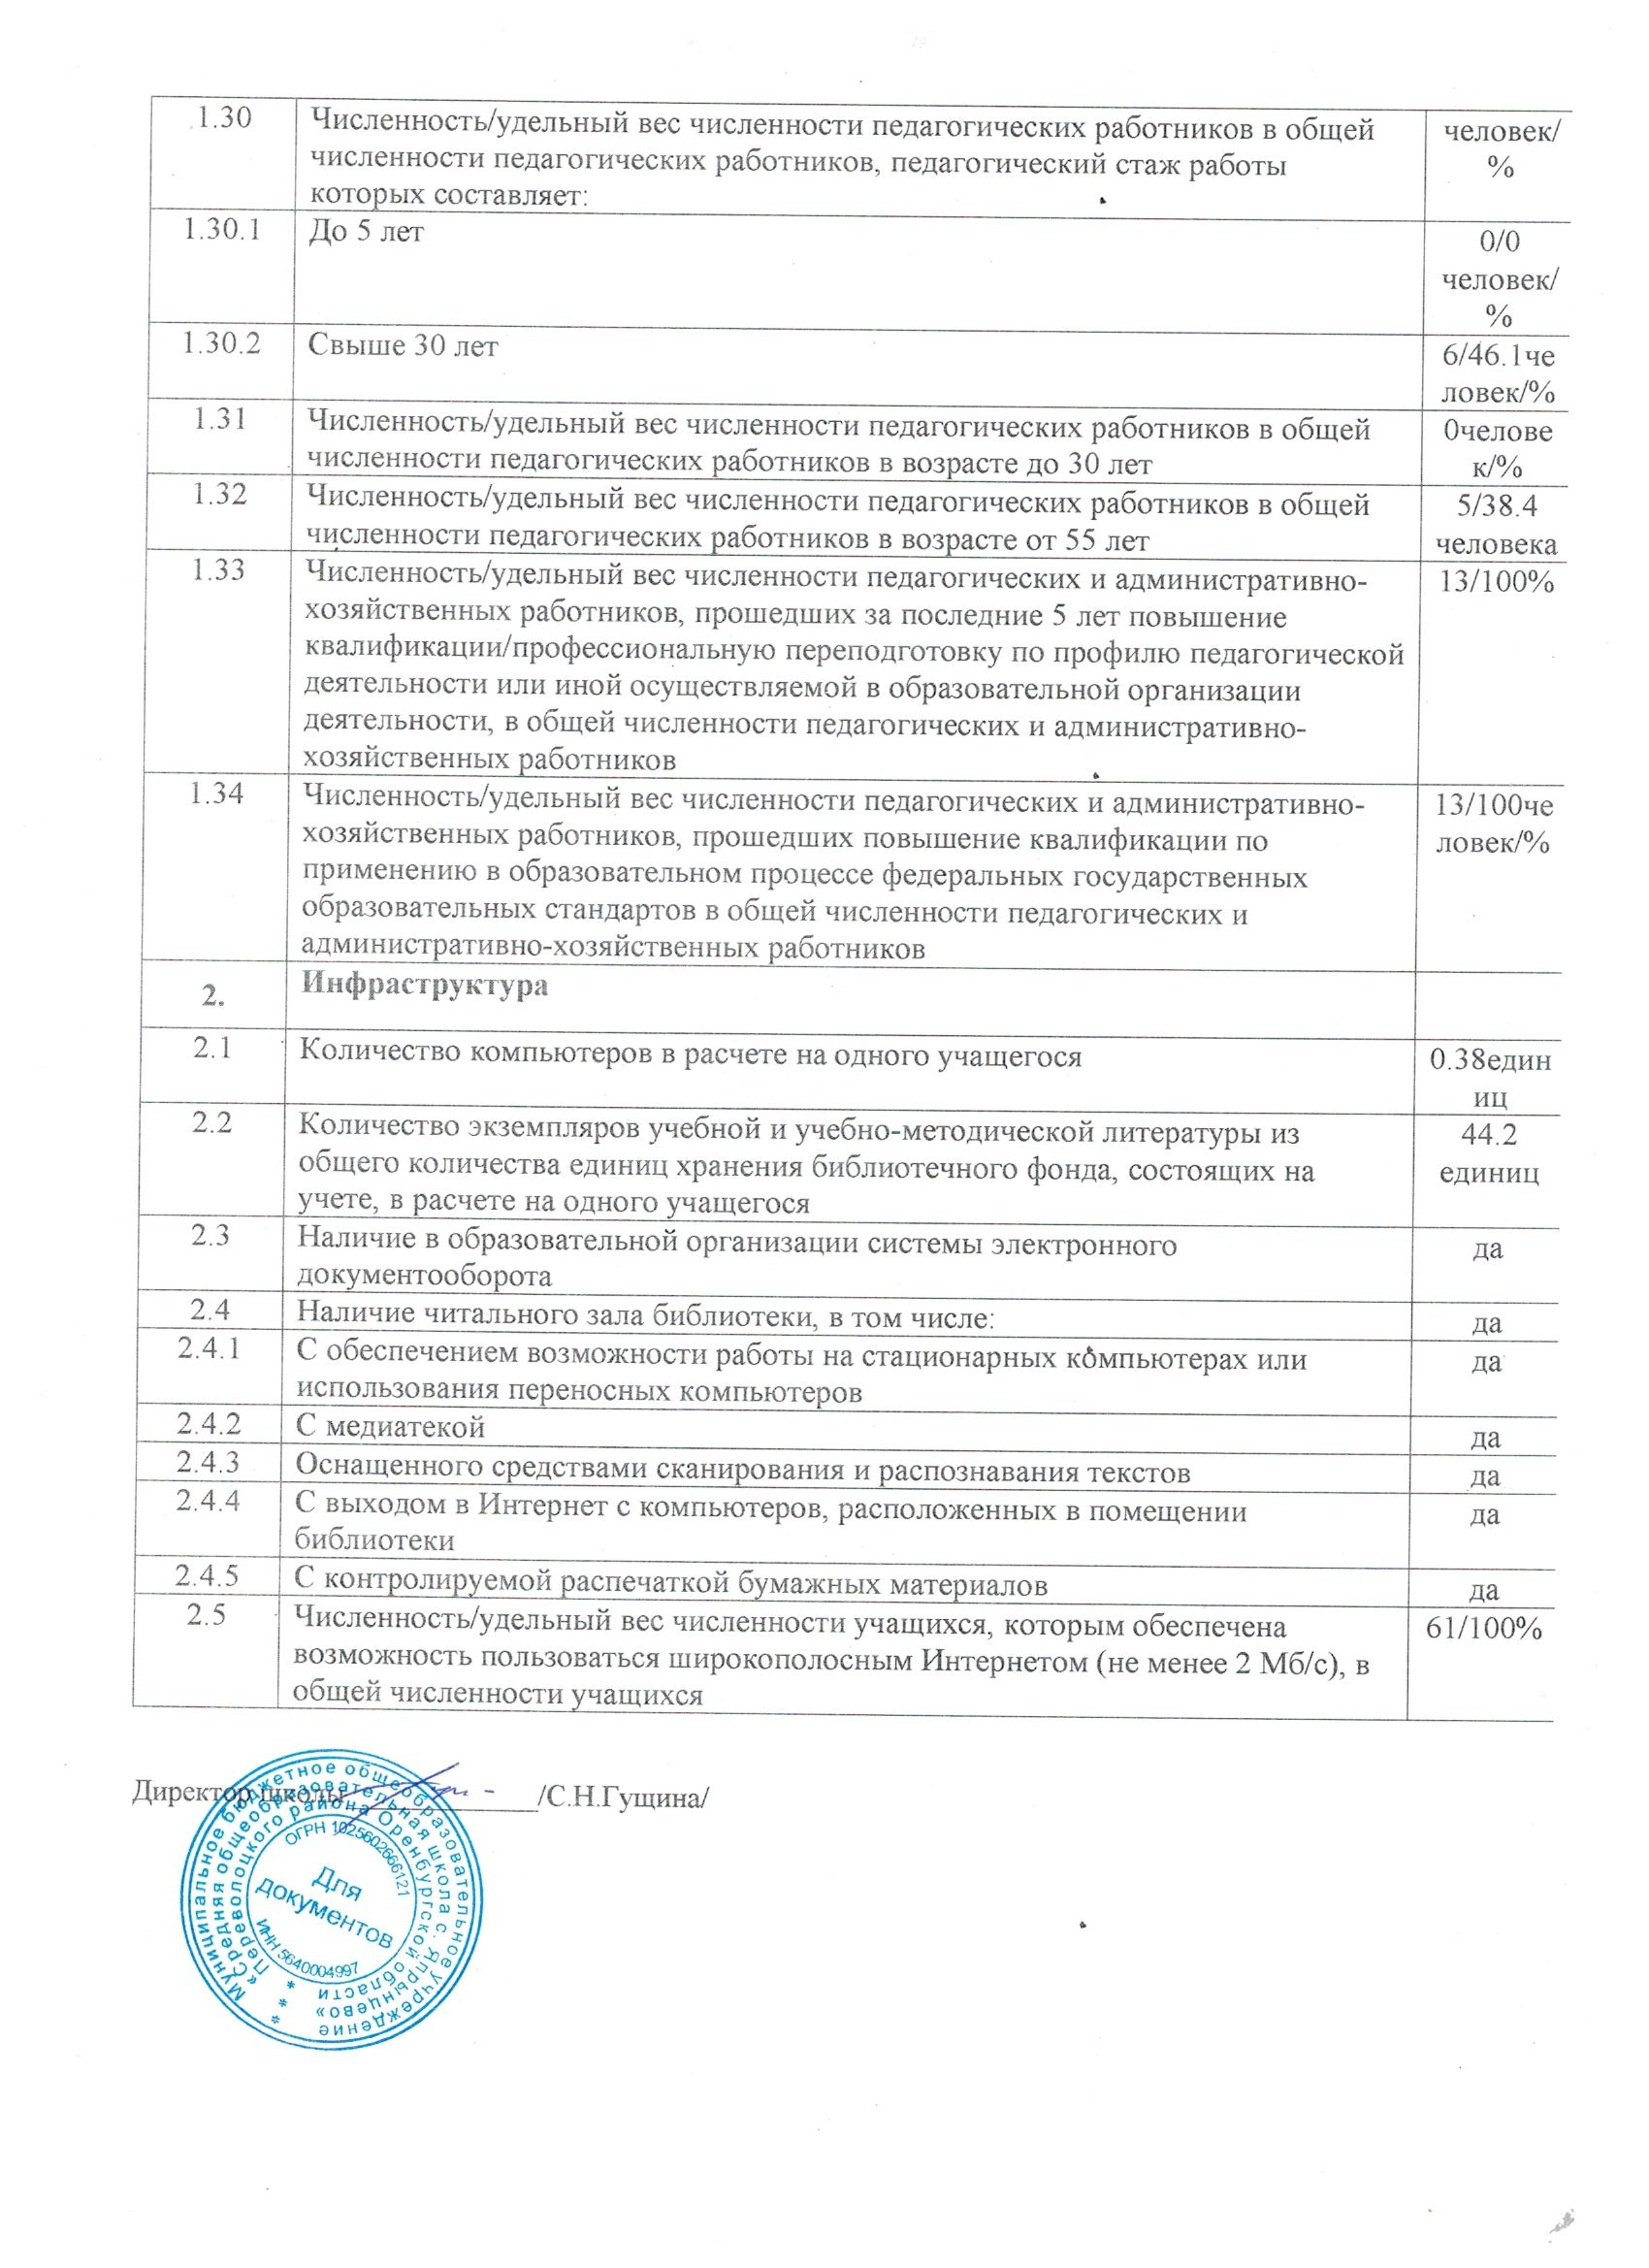 1.30 Численность/удельный вес численности педагогических работников в общей человек/
численности педагогических работников, педагогический стаж работы %
которых составляет:
1.30.1 До 5 лет 0/0
человек/
%
1.30.2 Свыше 30 лет 6/46.1че
ловек/%
1.31 Численность/удельный вес численности педагогических работников в общей 0челове
численности педагогических работников в возрасте до 30 лет к/%
1.32 Численность/удельный вес численности педагогических работников в общей 5/38.4
численности педагогических работников в возрасте от 55 лет человека
1.33 Численность/удельный вес численности педагогических и административно- 13/100%
хозяйственных работников, прошедших за последние 5 лет повышение
квалификации/профессиональную переподготовку по профилю педагогической
деятельности или иной осуществляемой в образовательной организации
деятельности, в общей численности педагогических и административно-
хозяйственных работников
1.34 Численность/удельный вес численности педагогических и административно- 13/100че
хозяйственных работников, прошедших повышение квалификации по ловек/%
применению в образовательном процессе федеральных государственных
образовательных стандартов в общей численности педагогических и
административно-хозяйственных работников
2. Инфраструктура
2.1 Количество компьютеров в расчете на одного учащегося 0.38един
иц
2.2 Количество экземпляров учебной и учебно-методической литературы из 44.2
общего количества единиц хранения библиотечного фонда, состоящих на единиц
учете, в расчете на одного учащегося
2.3 Наличие в образовательной организации системы электронного да
документооборота
2.4 Наличие читального зала библиотеки, в том числе: да
2.4.1 С обеспечением возможности работы на стационарных компьютерах или да
использования переносных компьютеров
2.4.2 С медиатекой да
2.4.3 Оснащенного средствами сканирования и распознавания текстов да
2.4.4 С выходом в Интернет с компьютеров, расположенных в помещении да
библиотеки
2.4.5 С контролируемой распечаткой бумажных материалов да
2.5 Численность/удельный вес численности учащихся, которым обеспечена 61/100%
возможность пользоваться широкополосным Интернетом (не менее 2 Мб/с), в
общей численности учащихся
Директор школы /С.Н.Гущина/
Муниципальное бюджетное общеобразовательное учреждение
«Средняя общеобразовательная школа с. Япрынцево»
Переволоцкого района Оренбургской области
ОГРН 1025602666121
Для
документов
ИНН 5640004997